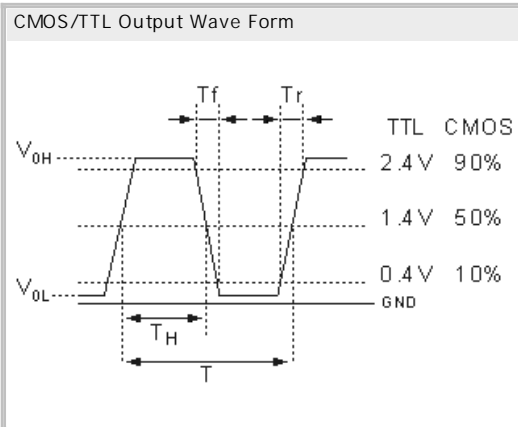 CMOS/TTL Output Wave Form
Tf Tr
TTL CMOS
V0H 2.4V 90%
1.4V 50%
0.4V 10%
V0L GND
TH
T